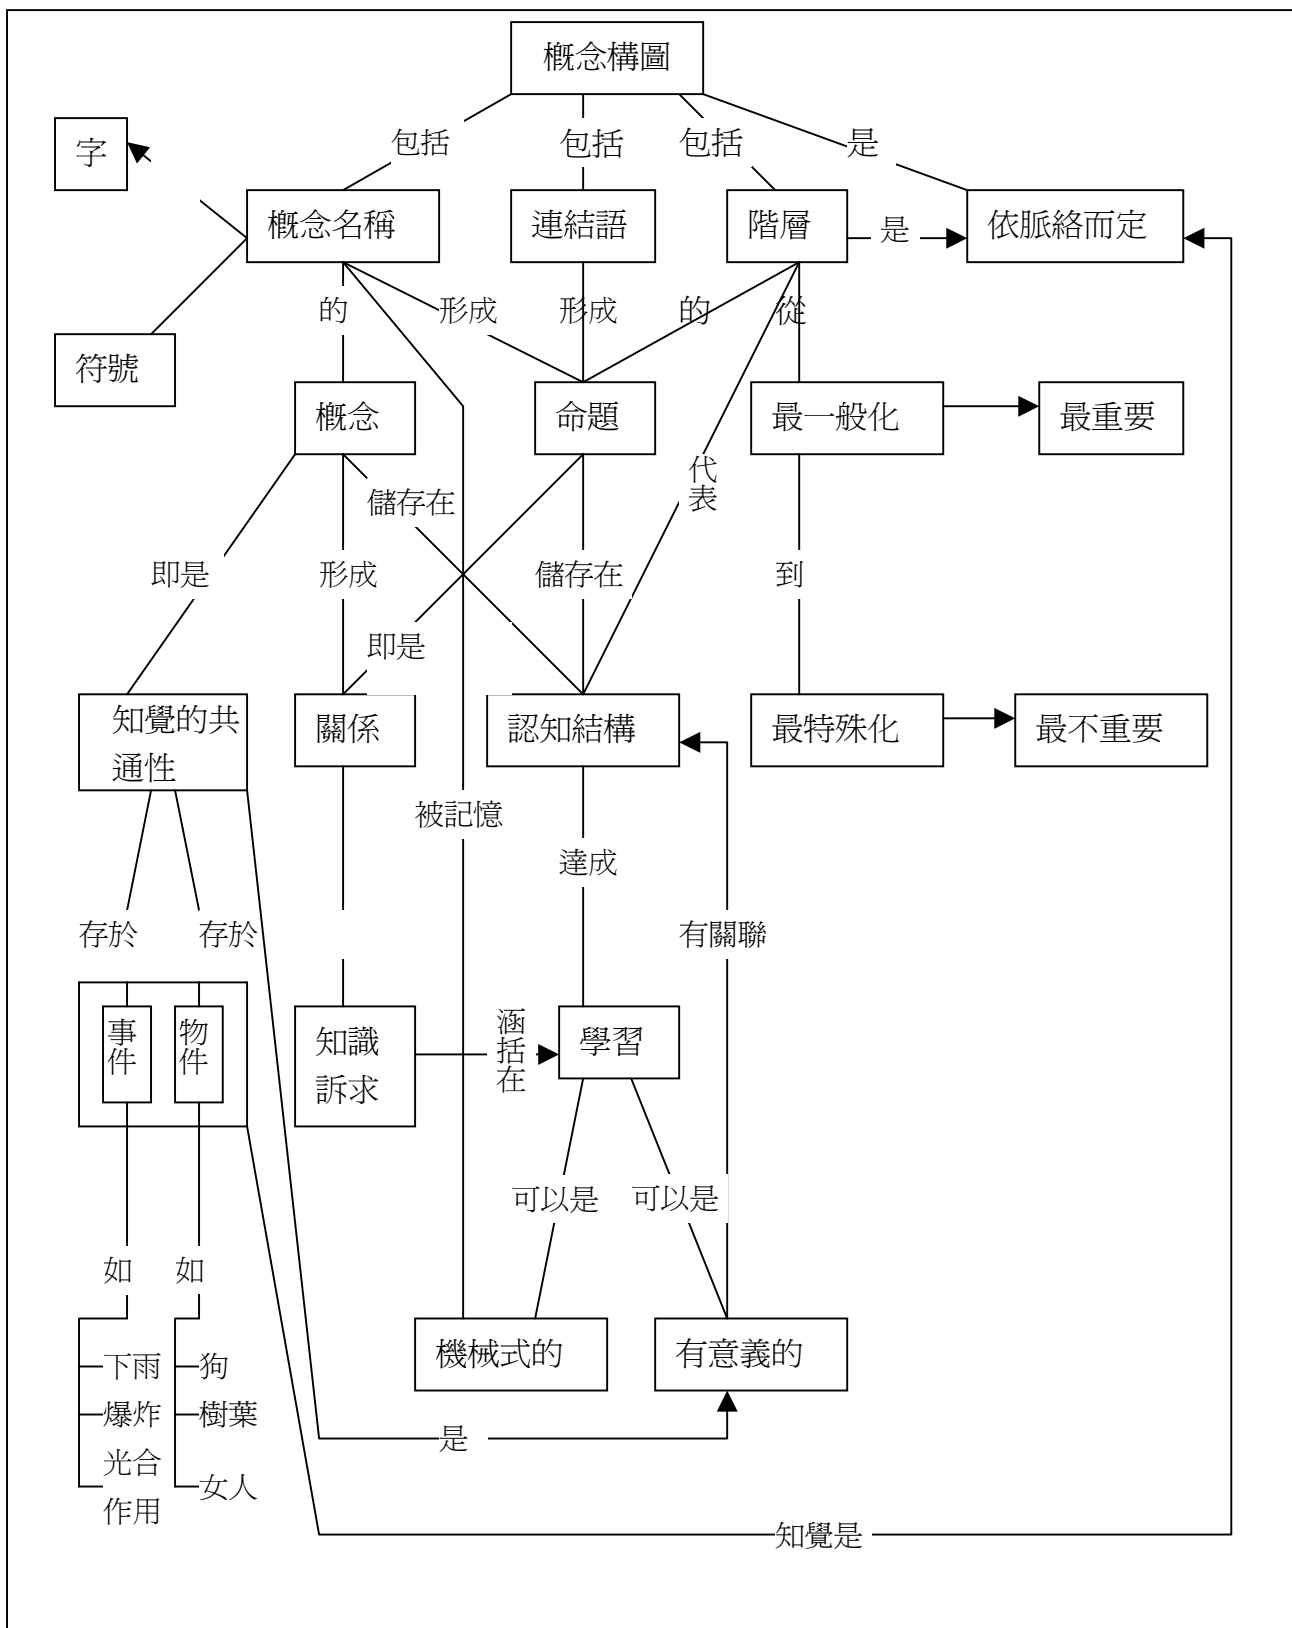 概念構圖
包括
包括
包括
是
字
概念名稱
連結語
階層
是
依脈絡而定
的
形成
形成
的
從
符號
概念
命題
最一般化
最重要
儲存在
代表
即是
形成
儲存在
到
即是
知覺的共
通性
關係
認知結構
最特殊化
最不重要
被記憶
達成
存於
存於
有關聯
事件
物件
知識
訴求
涵括在
學習
可以是
可以是
如
如
機械式的
有意義的
下雨
狗
爆炸
樹葉
是
光合
作用
女人
知覺是